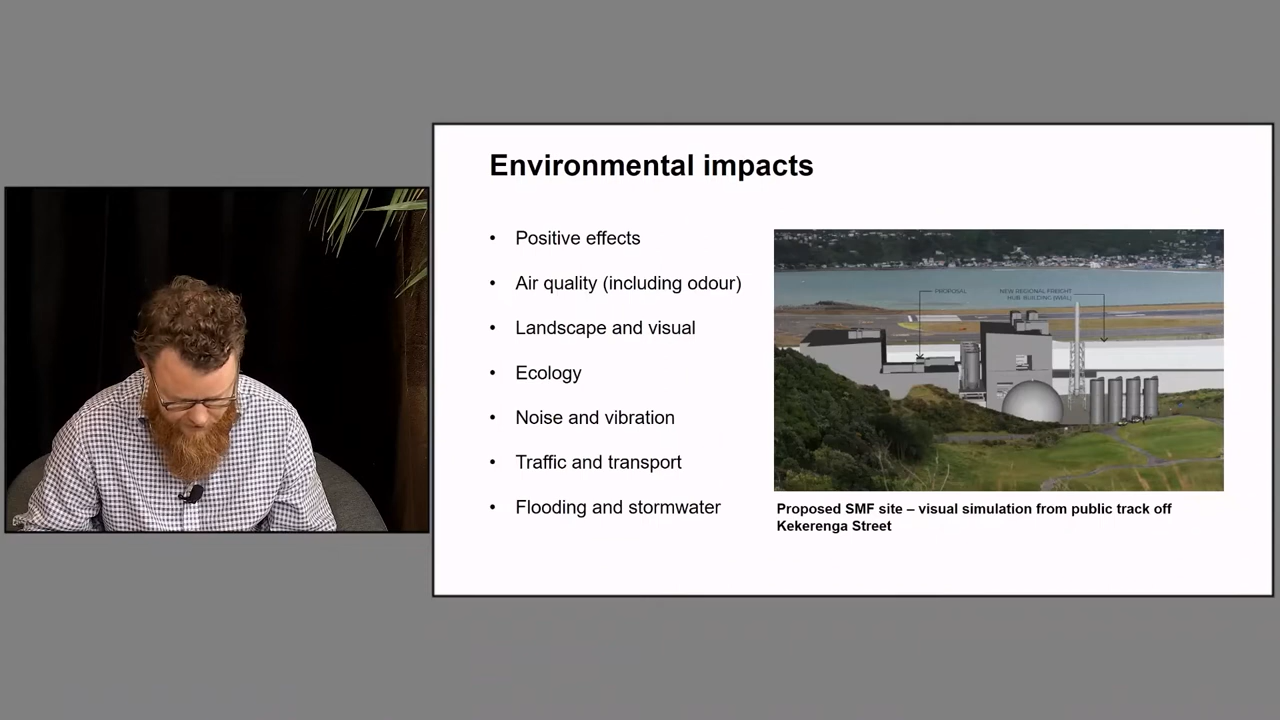 Environmental impacts
• Positive effects
• Air quality (including odour)
• Landscape and visual
• Ecology
• Noise and vibration
• Traffic and transport
• Flooding and stormwater
PROPOSAL
NEW REGIONAL FREIGHT
HUB BUILDING (WIAL)
Proposed SMF site – visual simulation from public track off
Kekerenga Street